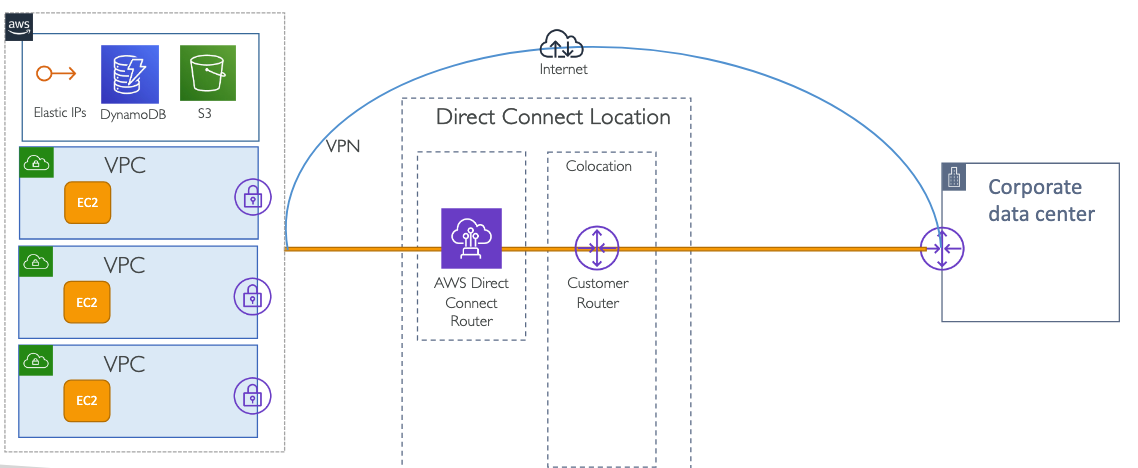 aws
Elastic IPs
DynamoDB
S3
VPC
EC2
VPC
EC2
VPC
EC2
VPN
Internet
Direct Connect Location
AWS Direct
Connect
Router
Colocation
Customer
Router
Corporate
data center